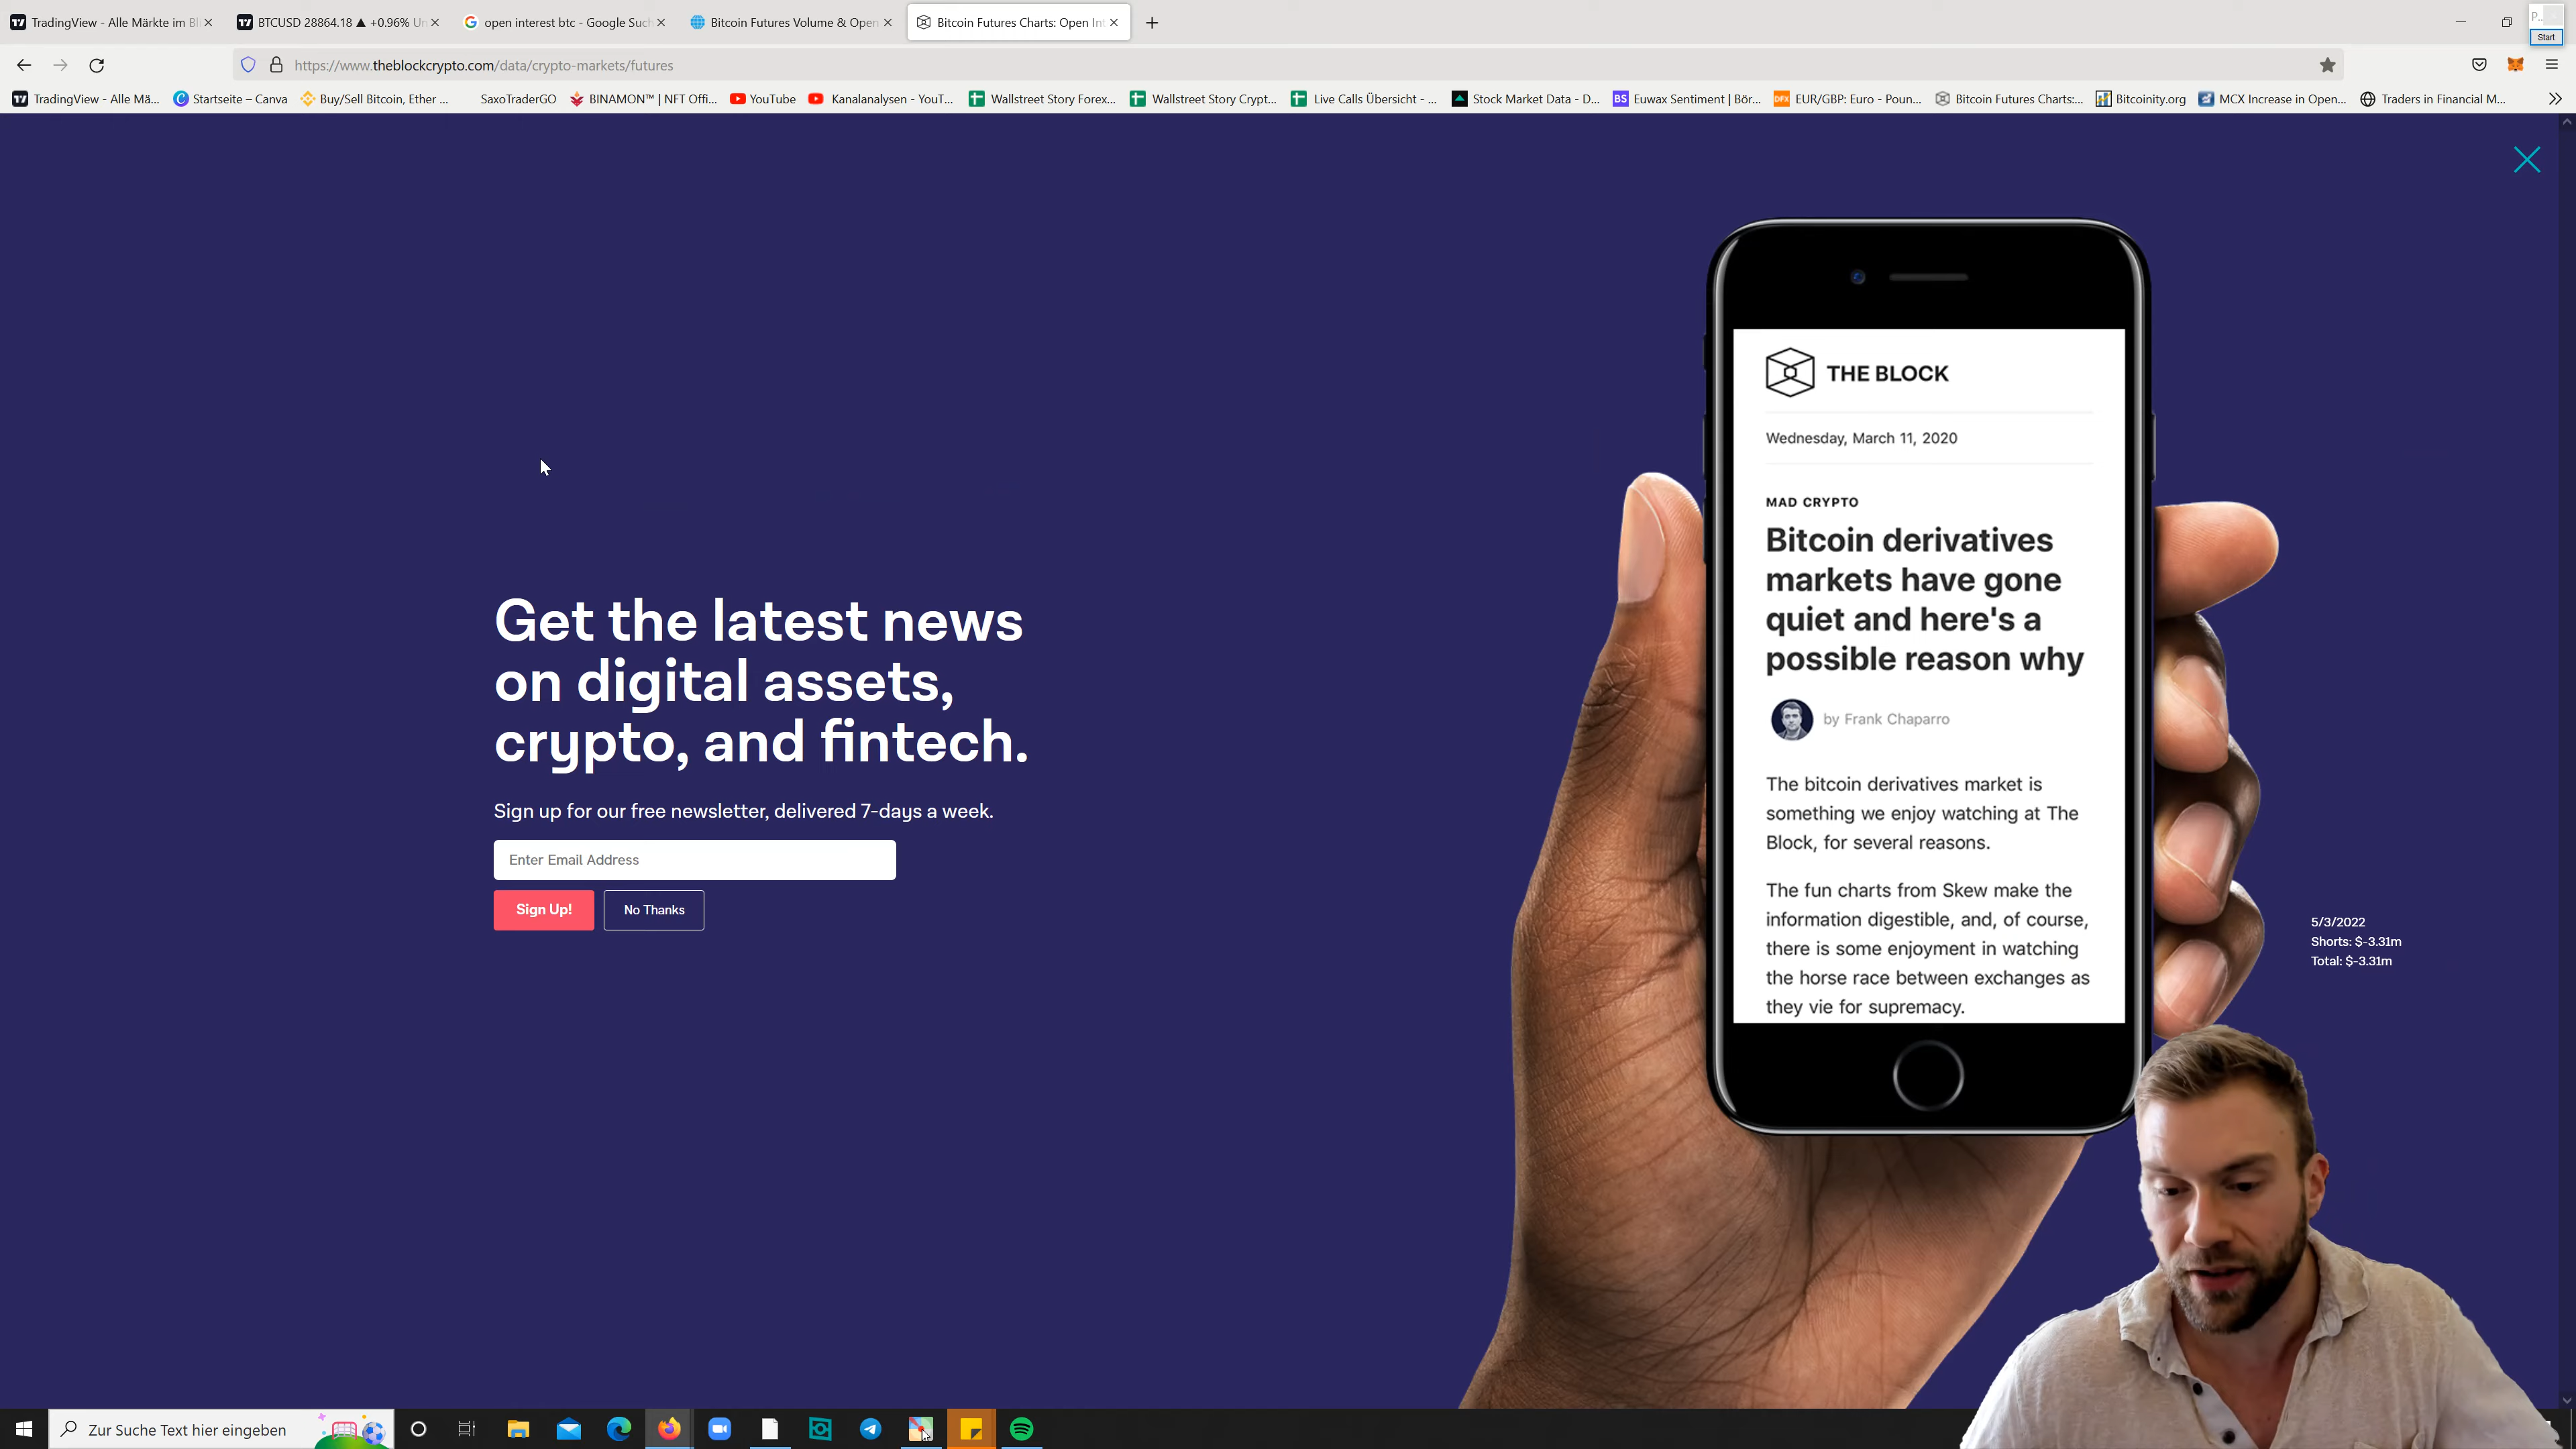 TradingView - Alle Märkte im Bl
BTCUSD 28864.18 ▲ +0.96% Un
open interest btc - Google Such
Bitcoin Futures Volume & Open
Bitcoin Futures Charts: Open Int
P...
Start
https://www.theblockcrypto.com/data/crypto-markets/futures
TradingView - Alle Mä...
Startseite – Canva
Buy/Sell Bitcoin, Ether ...
SaxoTraderGO
BINAMON™ | NFT Offi...
YouTube
Kanalanalysen - YouT...
Wallstreet Story Forex...
Wallstreet Story Crypt...
Live Calls Übersicht - ...
Stock Market Data - D...
BS Euwax Sentiment | Bör...
DFX EUR/GBP: Euro - Poun...
Bitcoin Futures Charts:...
Bitcoinity.org
MCX Increase in Open...
Traders in Financial M...
THE BLOCK
Wednesday, March 11, 2020
MAD CRYPTO
Bitcoin derivatives
markets have gone
quiet and here's a
possible reason why
by Frank Chaparro
The bitcoin derivatives market is
something we enjoy watching at The
Block, for several reasons.
The fun charts from Skew make the
information digestible, and, of course,
there is some enjoyment in watching
the horse race between exchanges as
they vie for supremacy.
Get the latest news
on digital assets,
crypto, and fintech.
Sign up for our free newsletter, delivered 7-days a week.
Enter Email Address
Sign Up!
No Thanks
5/3/2022
Shorts: $-3.31m
Total: $-3.31m
Zur Suche Text hier eingeben